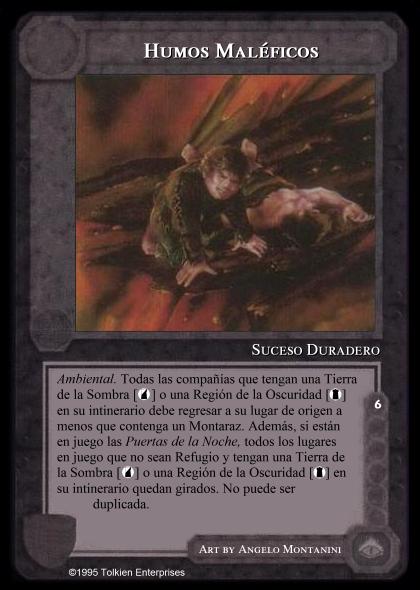 Humos Maléficos
Suceso Duradero
Ambiental. Todas las compañías que tengan una Tierra
de la Sombra [ ] o una Región de la Oscuridad [ ]
en su intinerario debe regresar a su lugar de origen a
menos que contenga un Montaraz. Además, si están
en juego las Puertas de la Noche, todos los lugares
en juego que no sean Refugio y tengan una Tierra de
la Sombra [ ] o una Región de la Oscuridad [ ] en
su intinerario quedan girados. No puede ser
duplicada.
6
Art by Angelo Montanini
©1995 Tolkien Enterprises